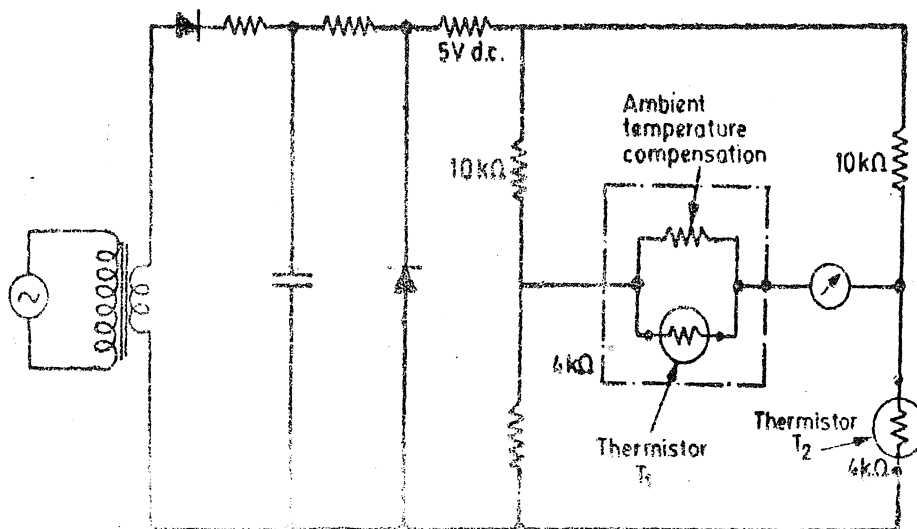 5V d.c.
Ambient
temperature
compensation
10kΩ
10kΩ
4kΩ
Thermistor
T₁
Thermistor
T₂
4kΩ